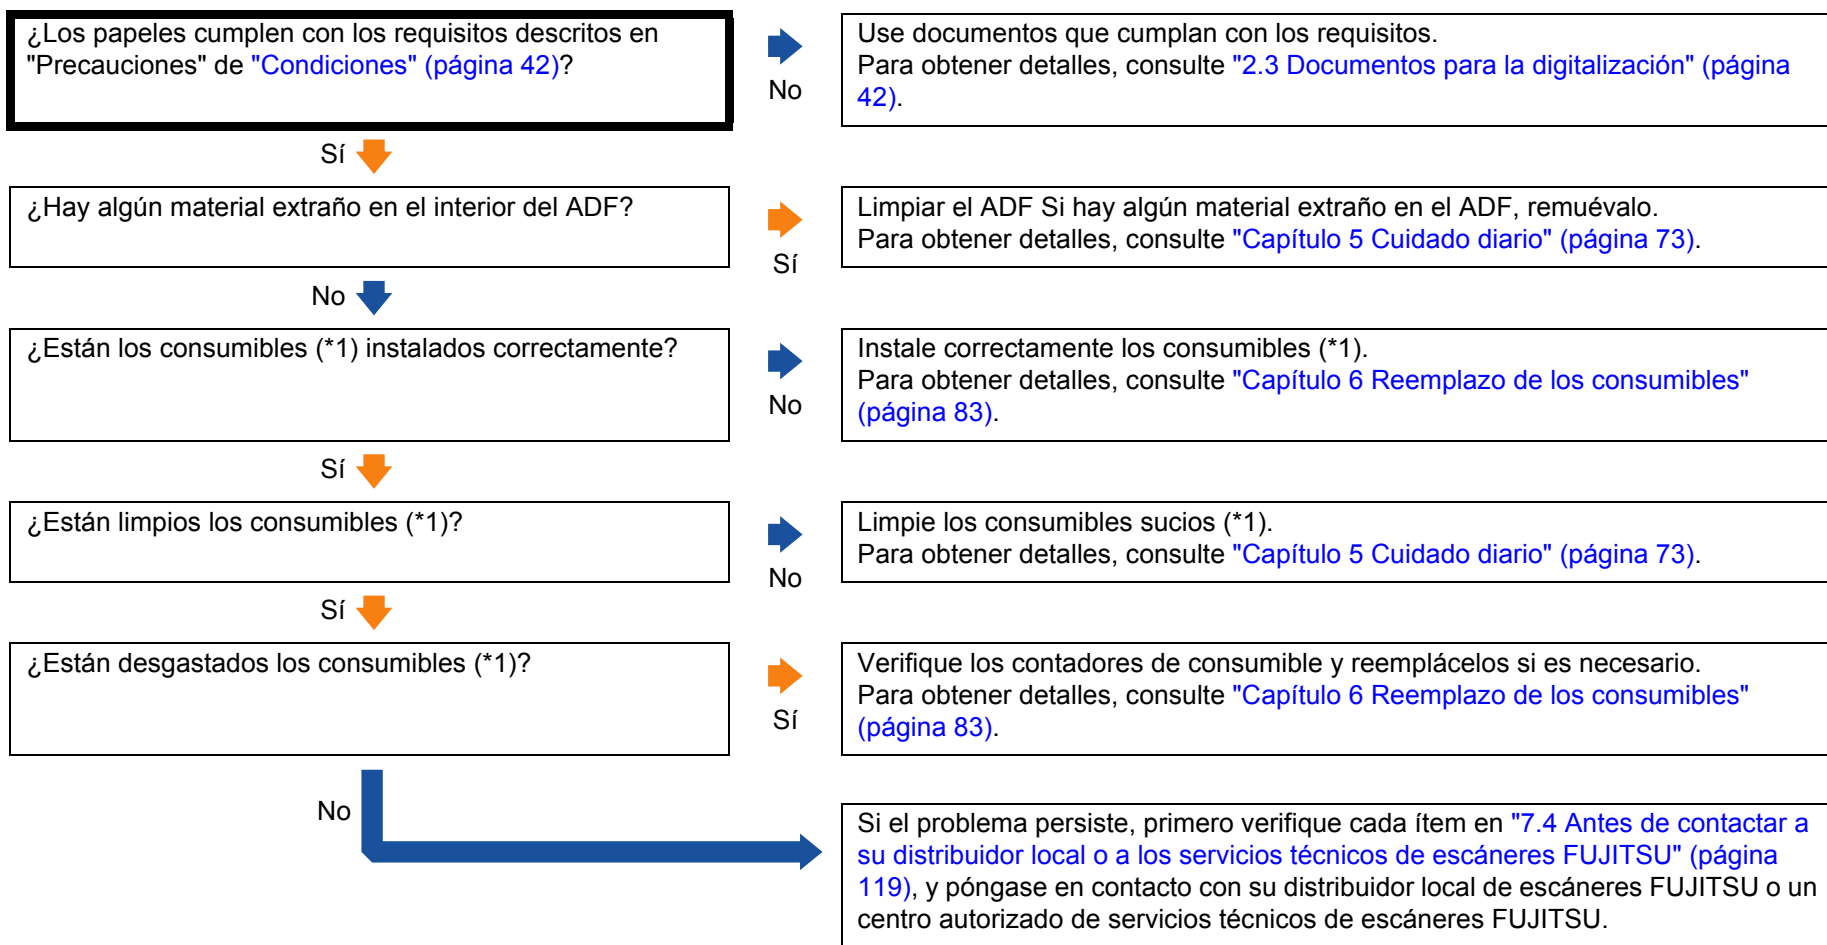 ¿Los papeles cumplen con los requisitos descritos en
"Precauciones" de "Condiciones" (página 42)?
No
Use documentos que cumplan con los requisitos.
Para obtener detalles, consulte "2.3 Documentos para la digitalización" (página
42).
Sí
¿Hay algún material extraño en el interior del ADF?
Sí
Limpiar el ADF Si hay algún material extraño en el ADF, remuévalo.
Para obtener detalles, consulte "Capítulo 5 Cuidado diario" (página 73).
No
¿Están los consumibles (*1) instalados correctamente?
No
Instale correctamente los consumibles (*1).
Para obtener detalles, consulte "Capítulo 6 Reemplazo de los consumibles"
(página 83).
Sí
¿Están limpios los consumibles (*1)?
No
Limpie los consumibles sucios (*1).
Para obtener detalles, consulte "Capítulo 5 Cuidado diario" (página 73).
Sí
¿Están desgastados los consumibles (*1)?
Sí
Verifique los contadores de consumible y reemplácelos si es necesario.
Para obtener detalles, consulte "Capítulo 6 Reemplazo de los consumibles"
(página 83).
No
Si el problema persiste, primero verifique cada ítem en "7.4 Antes de contactar a
su distribuidor local o a los servicios técnicos de escáneres FUJITSU" (página
119), y póngase en contacto con su distribuidor local de escáneres FUJITSU o un
centro autorizado de servicios técnicos de escáneres FUJITSU.